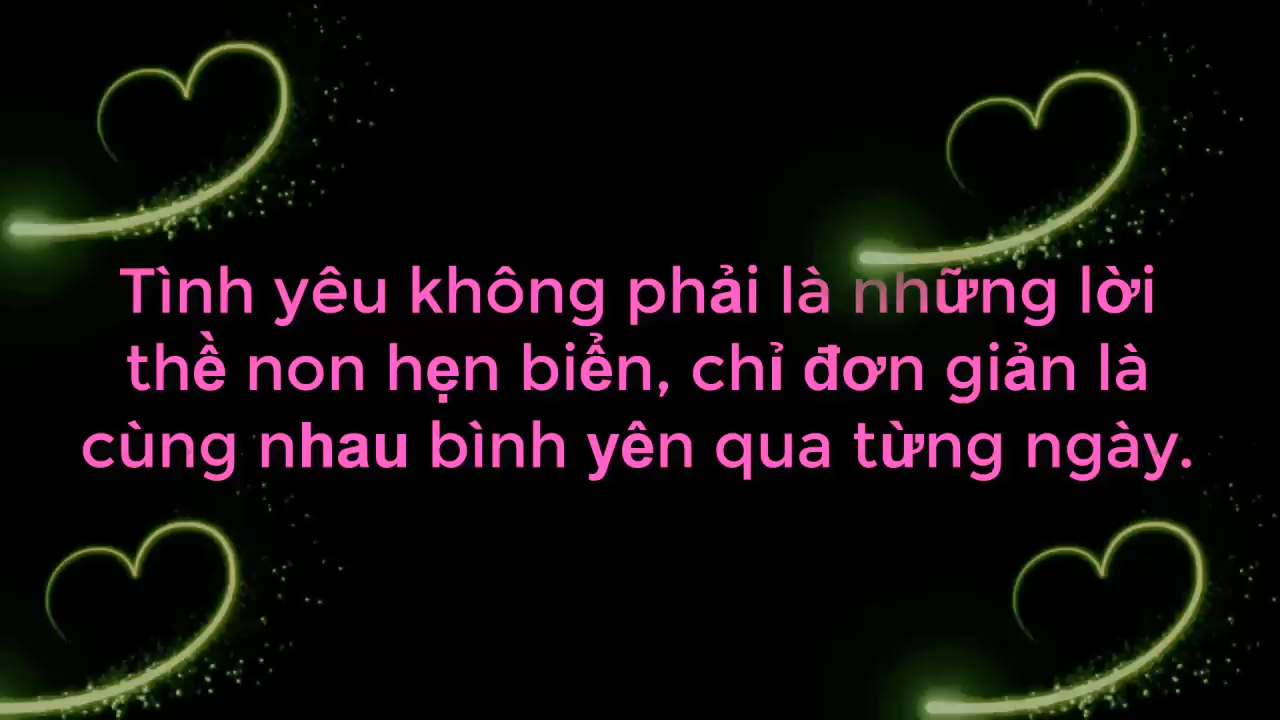 Tình yêu không phải là những lời
thề non hẹn biển, chỉ đơn giản là
cùng nhau bình yên qua từng ngày.